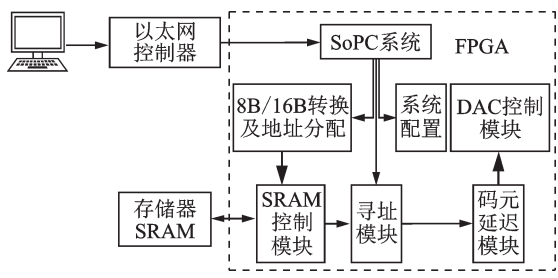 以太网
控制器
SoPC系统
FPGA
8B/16B转换
及地址分配
系统
配置
DAC控制
模块
存储器
SRAM
SRAM
控制
模块
寻址
模块
码元
延迟
模块